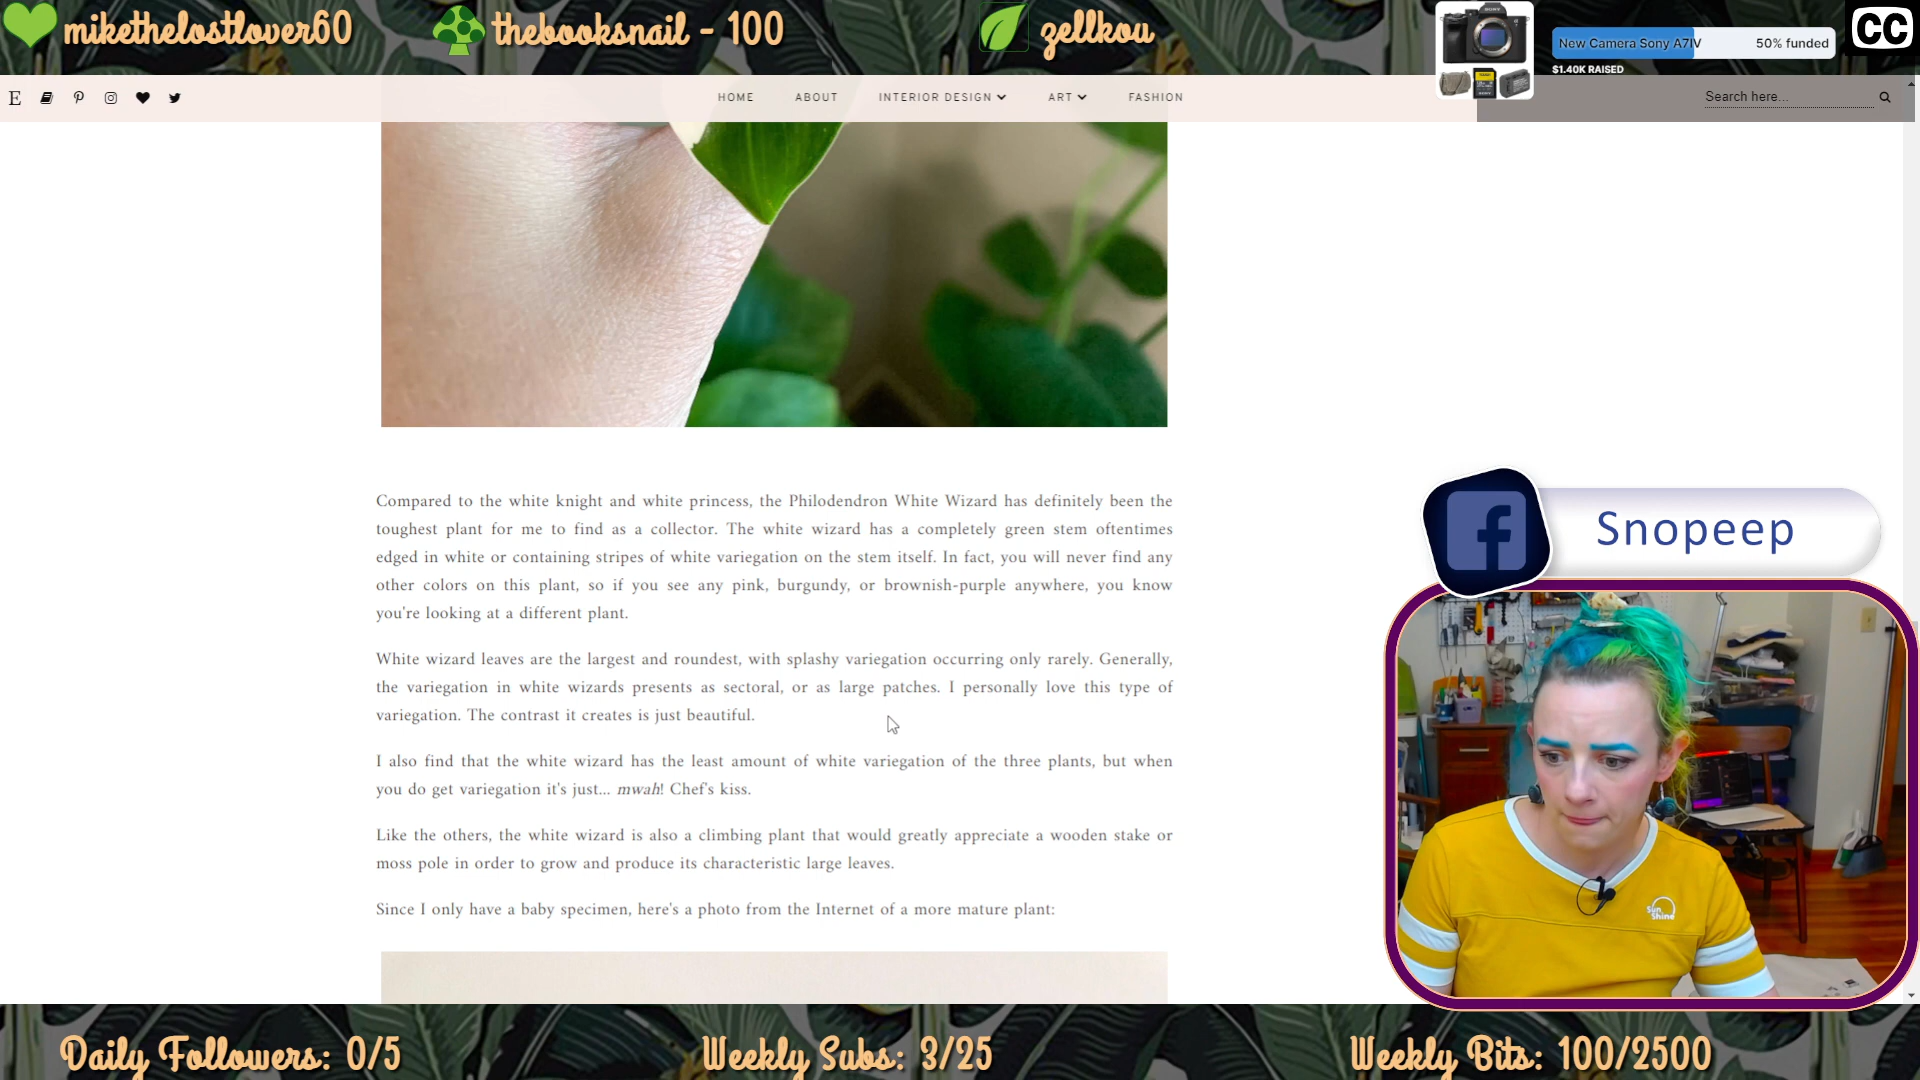 mikethelostlover60
thebooksnail - 100
zellkou
New Camera Sony A7IV 50% funded
$1.40K RAISED
CC
E
HOME ABOUT INTERIOR DESIGN ART FASHION
Search here...
Compared to the white knight and white princess, the Philodendron White Wizard has definitely been the
toughest plant for me to find as a collector. The white wizard has a completely green stem oftentimes
edged in white or containing stripes of white variegation on the stem itself. In fact, you will never find any
other colors on this plant, so if you see any pink, burgundy, or brownish-purple anywhere, you know
you're looking at a different plant.
White wizard leaves are the largest and roundest, with splashy variegation occurring only rarely. Generally,
the variegation in white wizards presents as sectoral, or as large patches. I personally love this type of
variegation. The contrast it creates is just beautiful.
I also find that the white wizard has the least amount of white variegation of the three plants, but when
you do get variegation it's just... mwah! Chef's kiss.
Like the others, the white wizard is also a climbing plant that would greatly appreciate a wooden stake or
moss pole in order to grow and produce its characteristic large leaves.
Since I only have a baby specimen, here's a photo from the Internet of a more mature plant:
f Snopeep
Sun
Shine
Daily Followers: 0/5
Weekly Subs: 3/25
Weekly Bits: 100/2500